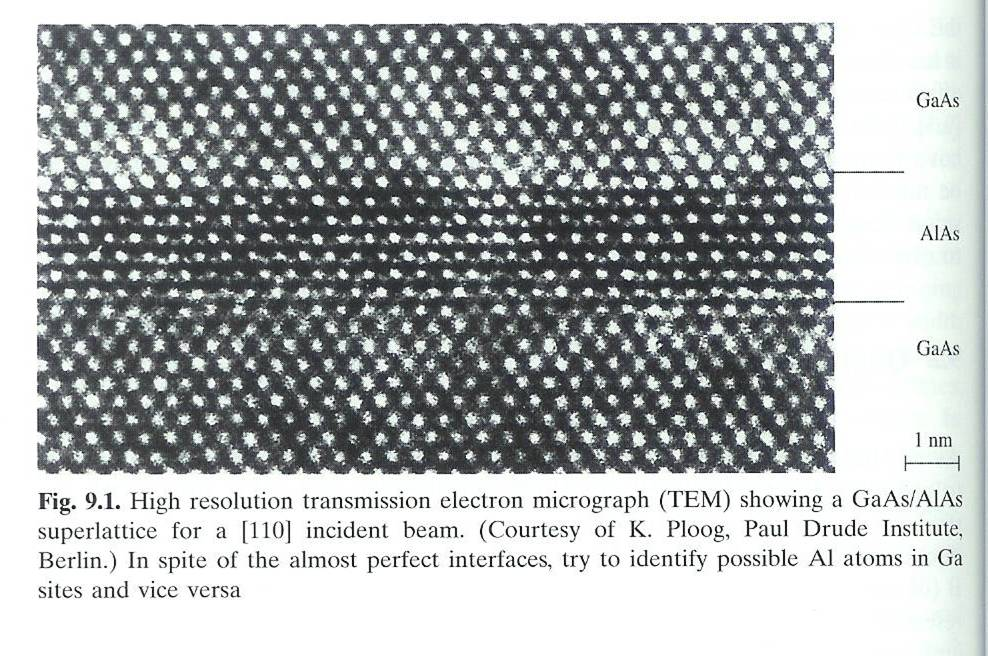 GaAs
AlAs
GaAs
1 nm
Fig. 9.1. High resolution transmission electron micrograph (TEM) showing a GaAs/AlAs
superlattice for a [110] incident beam. (Courtesy of K. Ploog, Paul Drude Institute,
Berlin.) In spite of the almost perfect interfaces, try to identify possible Al atoms in Ga
sites and vice versa